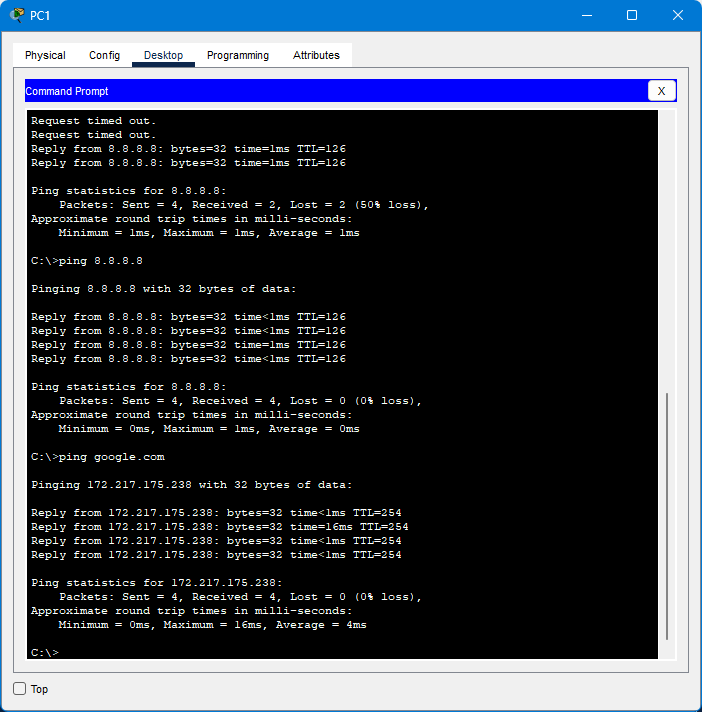 PC1
Physical Config Desktop Programming Attributes
Command Prompt X
Request timed out.
Request timed out.
Reply from 8.8.8.8: bytes=32 time=1ms TTL=126
Reply from 8.8.8.8: bytes=32 time=1ms TTL=126
Ping statistics for 8.8.8.8:
Packets: Sent = 4, Received = 2, Lost = 2 (50% loss),
Approximate round trip times in milli-seconds:
Minimum = 1ms, Maximum = 1ms, Average = 1ms
C:\>ping 8.8.8.8
Pinging 8.8.8.8 with 32 bytes of data:
Reply from 8.8.8.8: bytes=32 time<1ms TTL=126
Reply from 8.8.8.8: bytes=32 time<1ms TTL=126
Reply from 8.8.8.8: bytes=32 time=1ms TTL=126
Reply from 8.8.8.8: bytes=32 time<1ms TTL=126
Ping statistics for 8.8.8.8:
Packets: Sent = 4, Received = 4, Lost = 0 (0% loss),
Approximate round trip times in milli-seconds:
Minimum = 0ms, Maximum = 1ms, Average = 0ms
C:\>ping google.com
Pinging 172.217.175.238 with 32 bytes of data:
Reply from 172.217.175.238: bytes=32 time<1ms TTL=254
Reply from 172.217.175.238: bytes=32 time=16ms TTL=254
Reply from 172.217.175.238: bytes=32 time<1ms TTL=254
Reply from 172.217.175.238: bytes=32 time<1ms TTL=254
Ping statistics for 172.217.175.238:
Packets: Sent = 4, Received = 4, Lost = 0 (0% loss),
Approximate round trip times in milli-seconds:
Minimum = 0ms, Maximum = 16ms, Average = 4ms
C:\>
Top